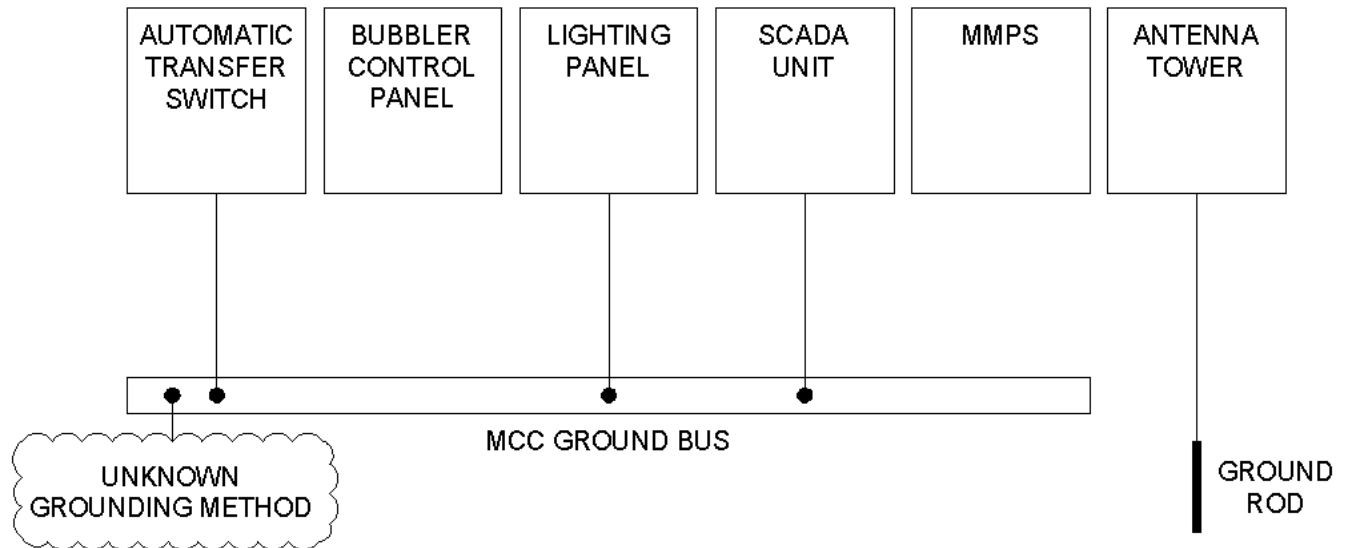 AUTOMATIC
TRANSFER
SWITCH
BUBBLER
CONTROL
PANEL
LIGHTING
PANEL
SCADA
UNIT
MMPS
ANTENNA
TOWER
MCC GROUND BUS
UNKNOWN
GROUNDING METHOD
GROUND
ROD